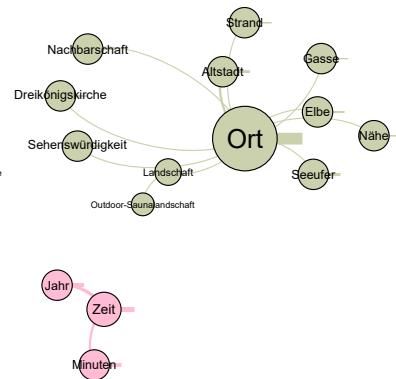 Strand
Nachbarschaft
Gasse
Altstadt
Dreikönigskirche
Elbe
Ort
Nähe
Sehenswürdigkeit
Landschaft
Seeufer
Outdoor-Saunalandschaft
Jahr
Zeit
Minuten